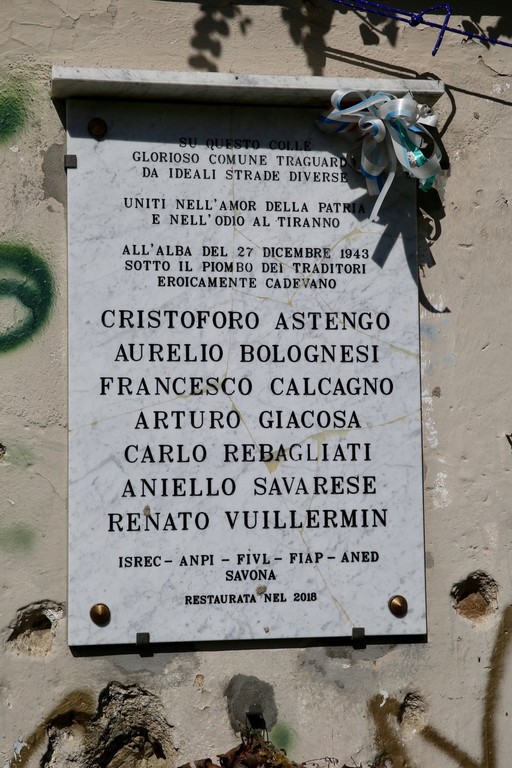 SU QUESTO COLLE
GLORIOSO COMUNE TRAGUARDO
DA IDEALI STRADE DIVERSE
UNITI NELL'AMOR DELLA PATRIA
E NELL'ODIO AL TIRANNO
ALL'ALBA DEL 27 DICEMBRE 1943
SOTTO IL PIOMBO DEI TRADITORI
EROICAMENTE CADEVANO
CRISTOFORO ASTENGO
AURELIO BOLOGNESI
FRANCESCO CALCAGNO
ARTURO GIACOSA
CARLO REBAGLIATI
ANIELLO SAVARESE
RENATO VUILLERMIN
ISREC - ANPI - FIVL - FIAP - ANED
SAVONA
RESTAURATA NEL 2018